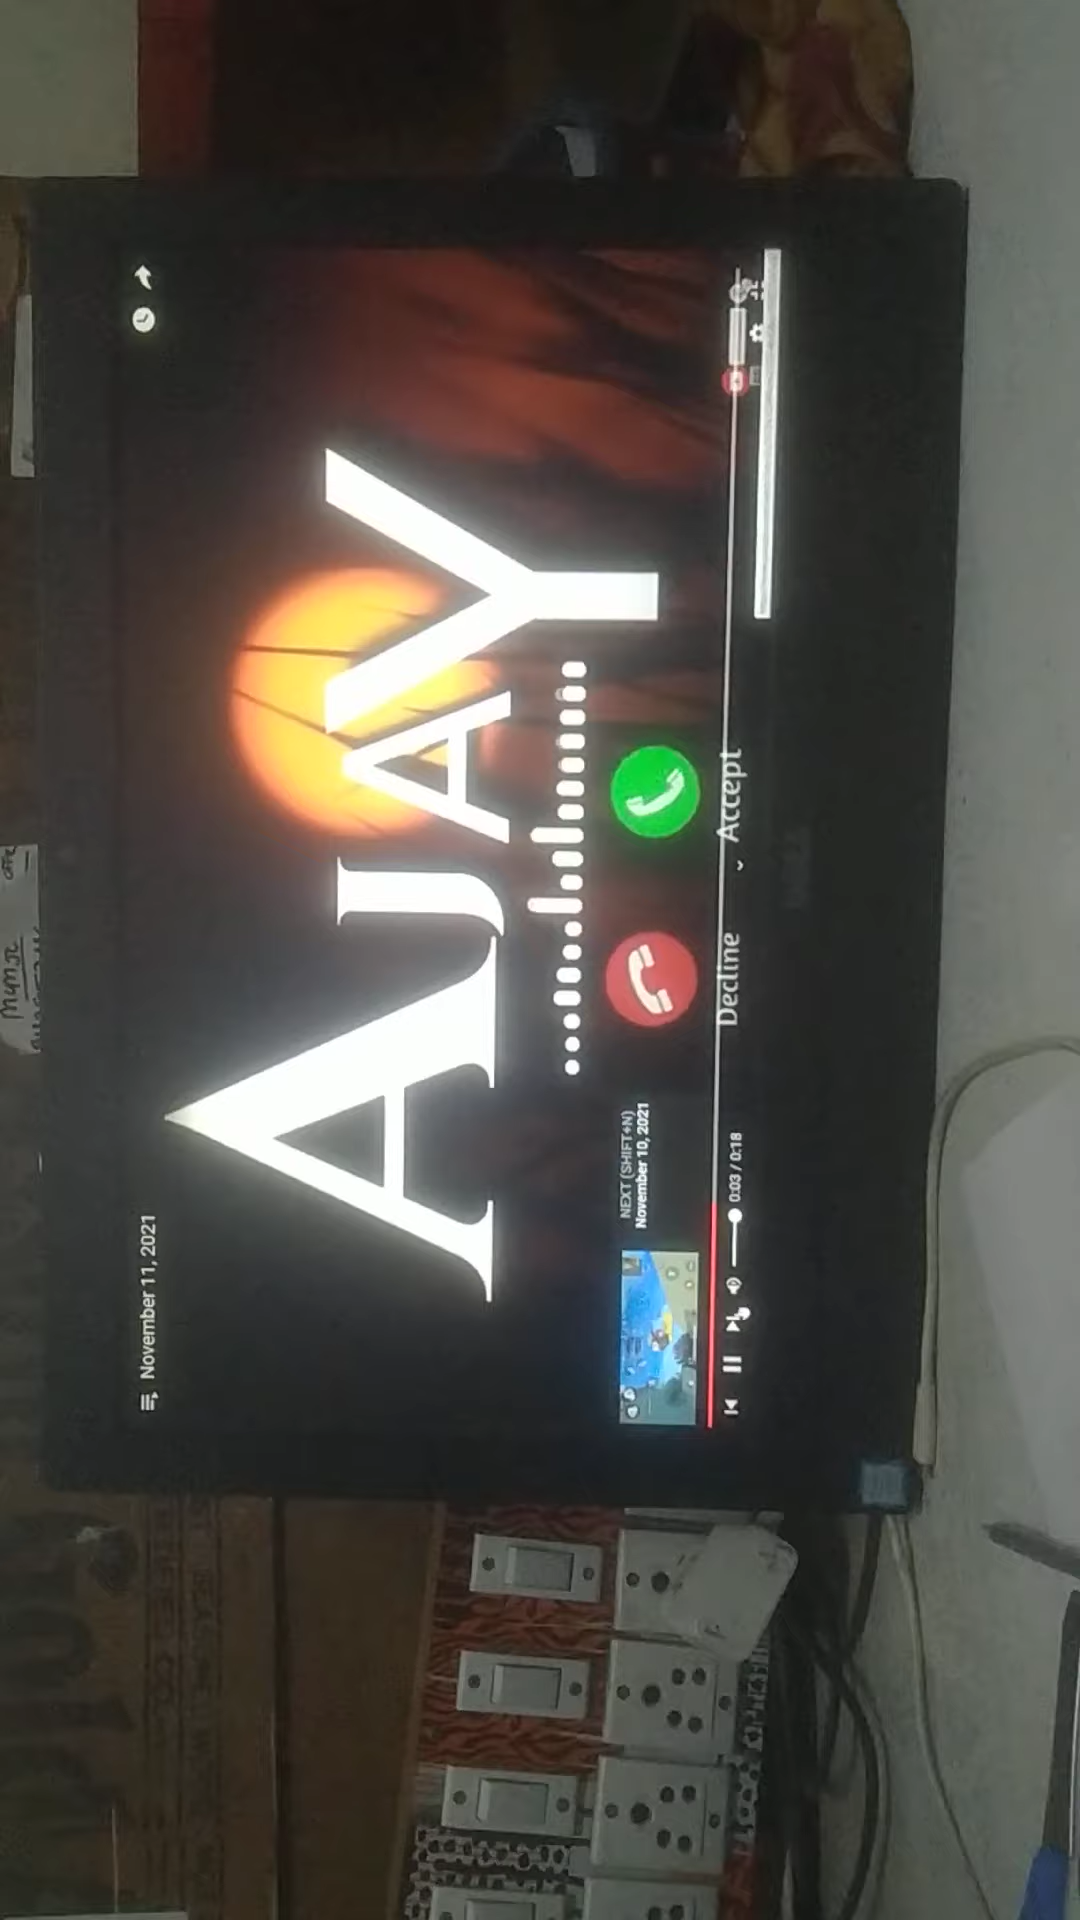 November 11, 2021
AJAY
NEXT (SHIFT+N)
November 10, 2021
Decline
Accept
0:03 / 0:18